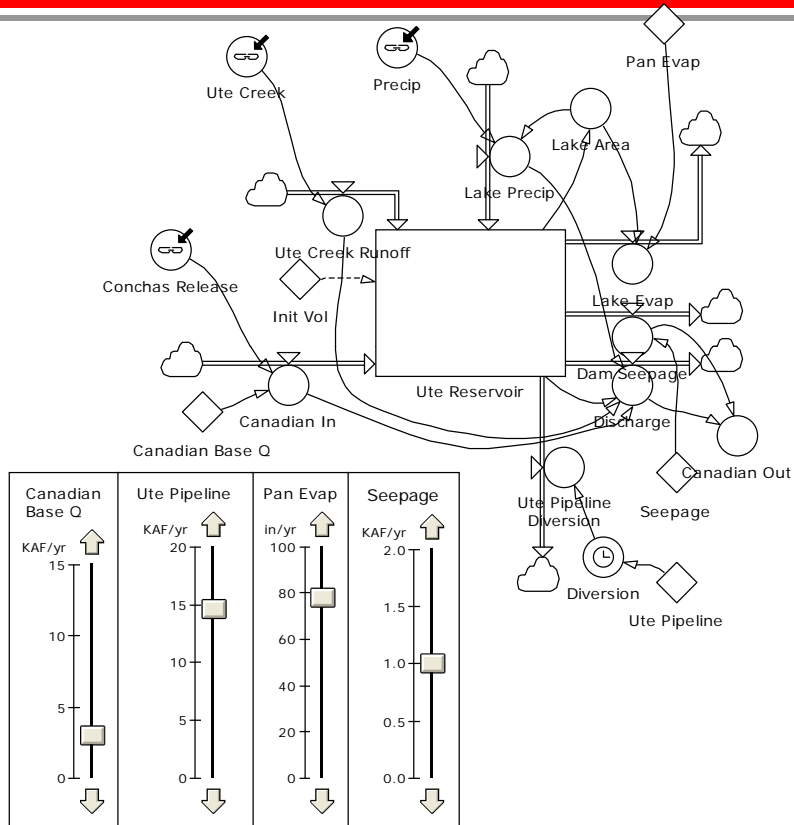 Pan Evap
Ute Creek
Precip
Lake Area
Lake Precip
Ute Creek Runoff
Conchas Release
Init Vol
Lake Evap
Ute Reservoir
Dam Seepage
Canadian In
Discharge
Canadian Base Q
Canadian Out
Ute Pipeline
Diversion
Seepage
Diversion
Ute Pipeline
Canadian
Base Q
KAF/yr
15
10
5
0
Ute Pipeline
KAF/yr
20
15
10
5
0
Pan Evap
in/yr
100
80
60
40
20
0
Seepage
KAF/yr
2.0
1.5
1.0
0.5
0.0